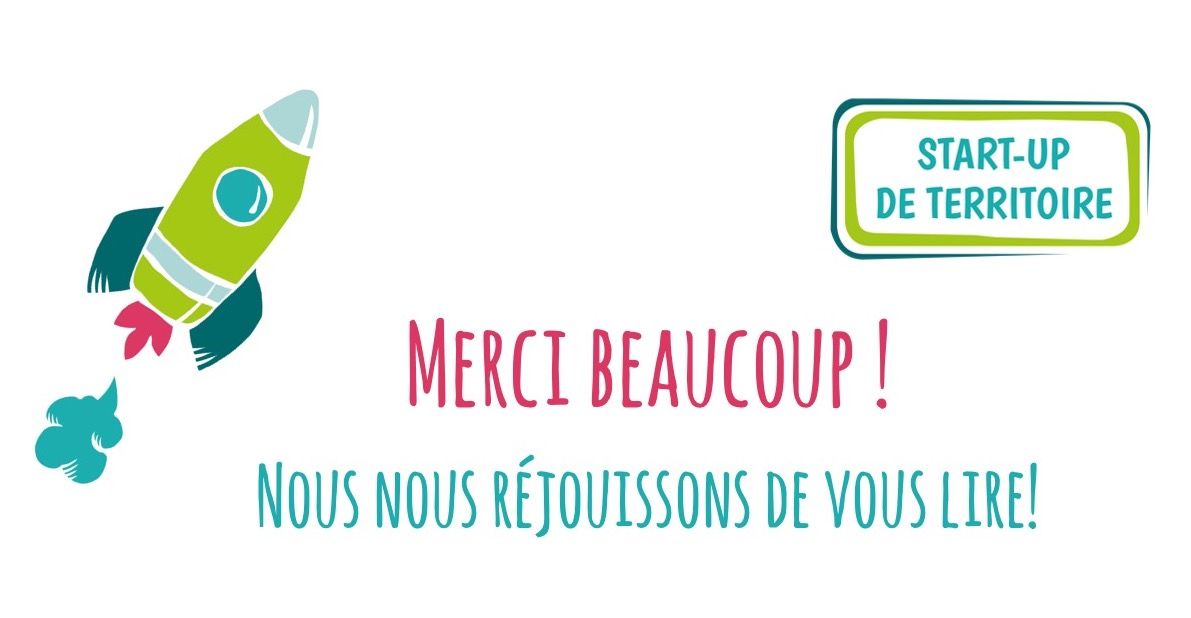 START-UP
DE TERRITOIRE
MERCI BEAUCOUP !
NOUS NOUS RÉJOUISSONS DE VOUS LIRE!